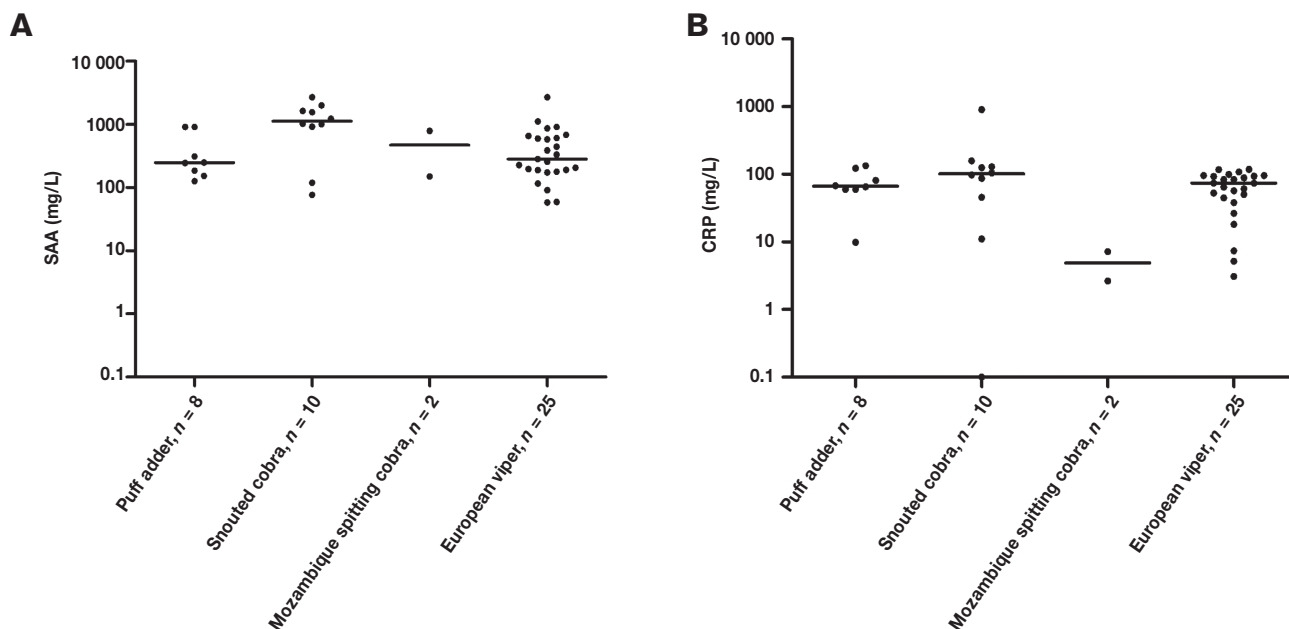 A
SAA (mg/L)
10 000
1000
100
10
1
0.1
Puff adder, n = 8
Snouted cobra, n = 10
Mozambique spitting cobra, n = 2
European viper, n = 25
B
CRP (mg/L)
10 000
1000
100
10
1
0.1
Puff adder, n = 8
Snouted cobra, n = 10
Mozambique spitting cobra, n = 2
European viper, n = 25